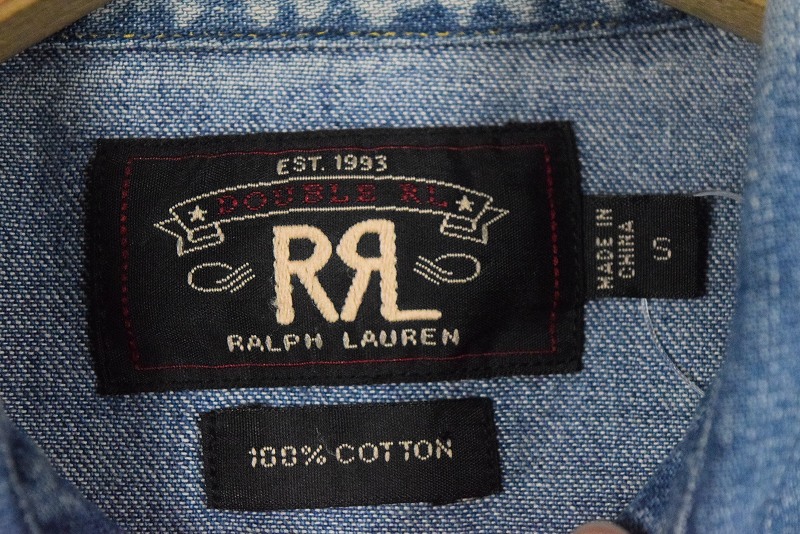 EST. 1993
DOUBLE RL
RRL
RALPH LAUREN
MADE IN
CHINA
S
100% COTTON